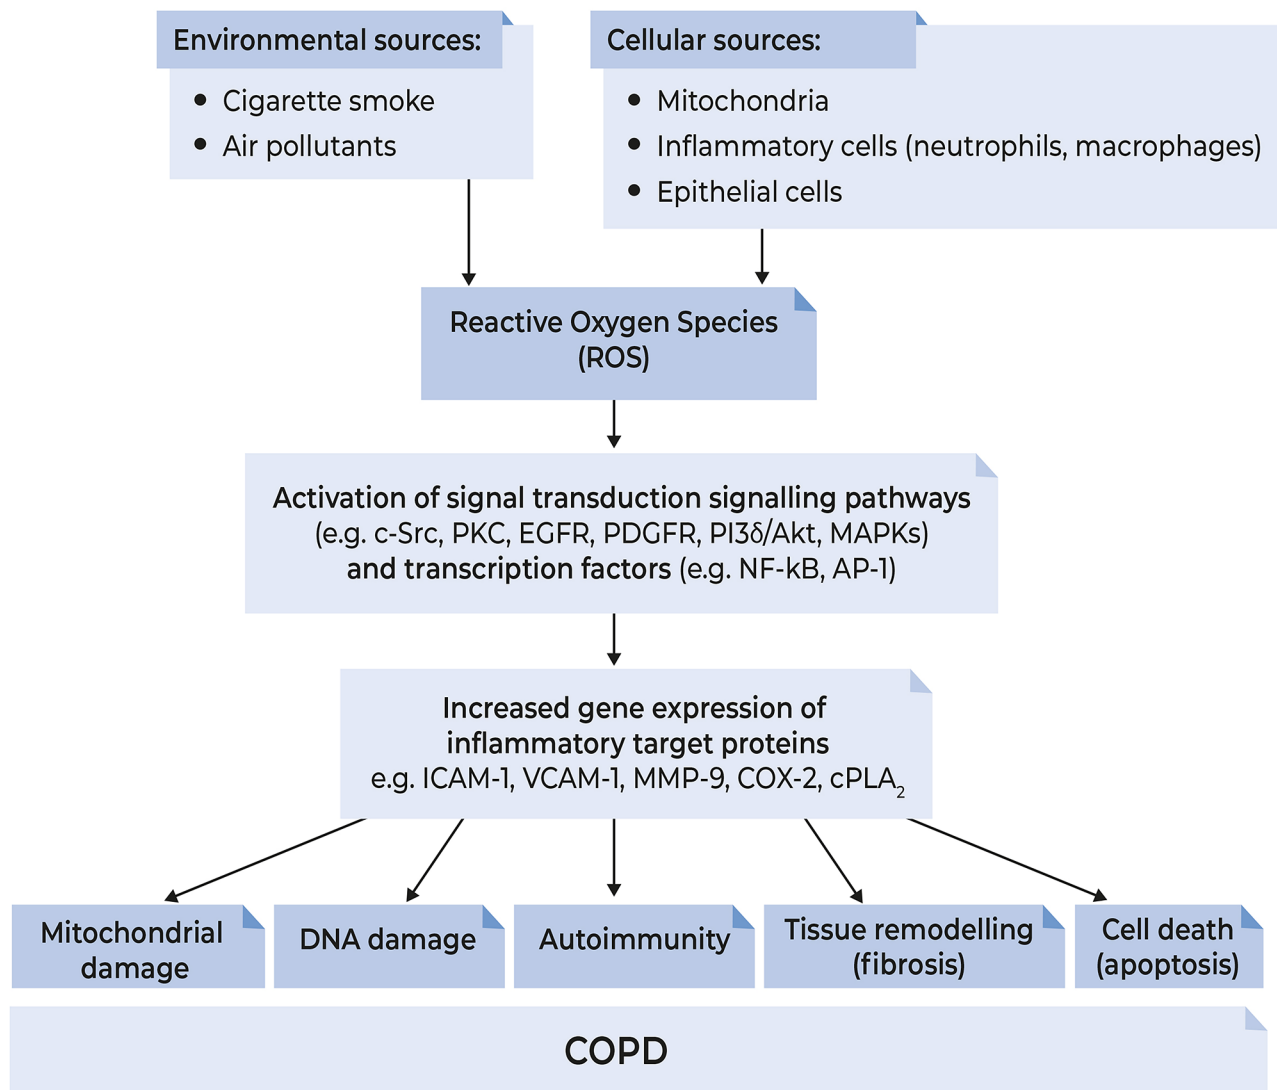 Environmental sources:
• Cigarette smoke
• Air pollutants
Cellular sources:
• Mitochondria
• Inflammatory cells (neutrophils, macrophages)
• Epithelial cells
Reactive Oxygen Species
(ROS)
Activation of signal transduction signalling pathways
(e.g. c-Src, PKC, EGFR, PDGFR, PI3δ/Akt, MAPKs)
and transcription factors (e.g. NF-kB, AP-1)
Increased gene expression of
inflammatory target proteins
e.g. ICAM-1, VCAM-1, MMP-9, COX-2, cPLA₂
Mitochondrial
damage
DNA damage
Autoimmunity
Tissue remodelling
(fibrosis)
Cell death
(apoptosis)
COPD